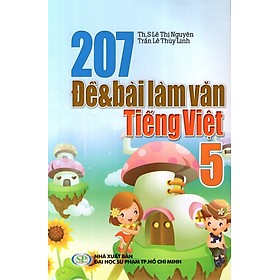 Th.S Lê Thị Nguyên
Trần Lê Thùy Linh
207
Đề&bài làm văn
Tiếng Việt
5
NHÀ XUẤT BẢN
ĐẠI HỌC SƯ PHẠM TP.HỒ CHÍ MINH